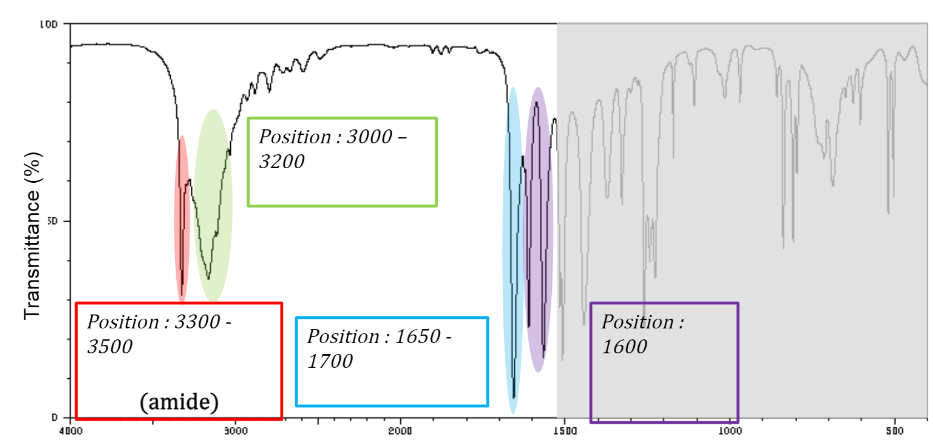 100
Transmittance (%)
50
0
Position : 3000 –
3200
Position : 3300 -
3500
(amide)
Position : 1650 -
1700
Position :
1600
4000
3000
2000
1500
1000
500